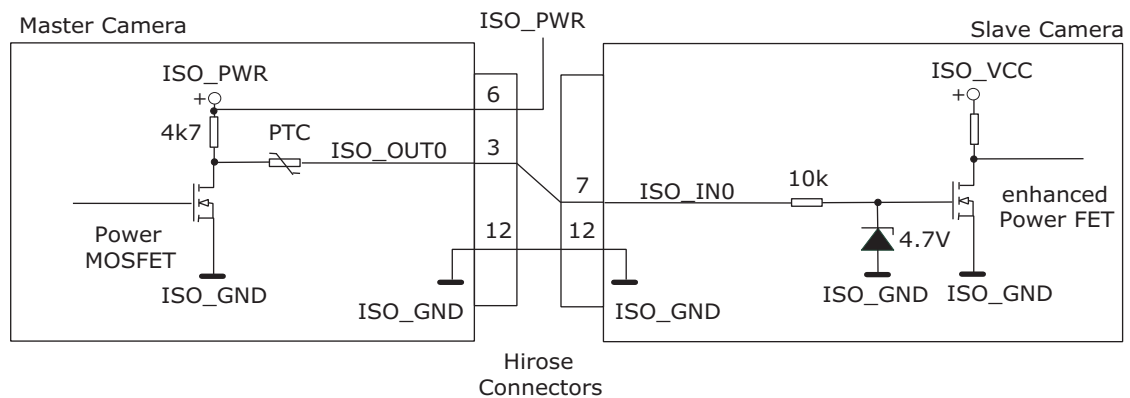 Master Camera
ISO_PWR
Slave Camera
ISO_PWR
+
4k7
PTC
ISO_OUT0
6
3
12
Power
MOSFET
ISO_GND
ISO_GND
7
12
ISO_GND
ISO_IN0
10k
4.7V
ISO_GND
ISO_VCC
+
enhanced
Power FET
ISO_GND
Hirose
Connectors